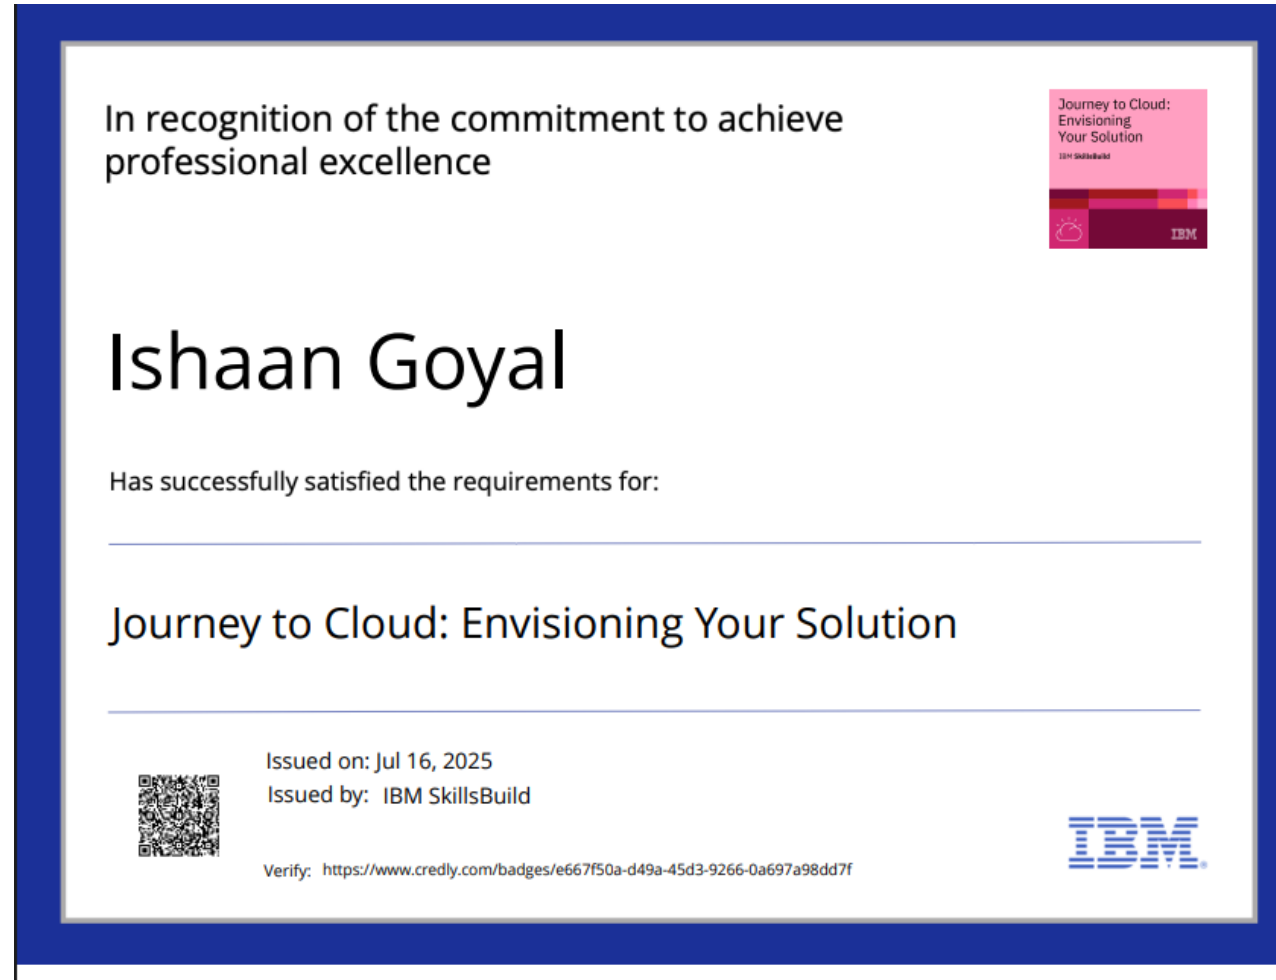 In recognition of the commitment to achieve
professional excellence
Journey to Cloud:
Envisioning
Your Solution
IBM SkillsBuild
IBM
Ishaan Goyal
Has successfully satisfied the requirements for:
Journey to Cloud: Envisioning Your Solution
Issued on: Jul 16, 2025
Issued by: IBM SkillsBuild
Verify: https://www.credly.com/badges/e667f50a-d49a-45d3-9266-0a697a98dd7f
IBM.